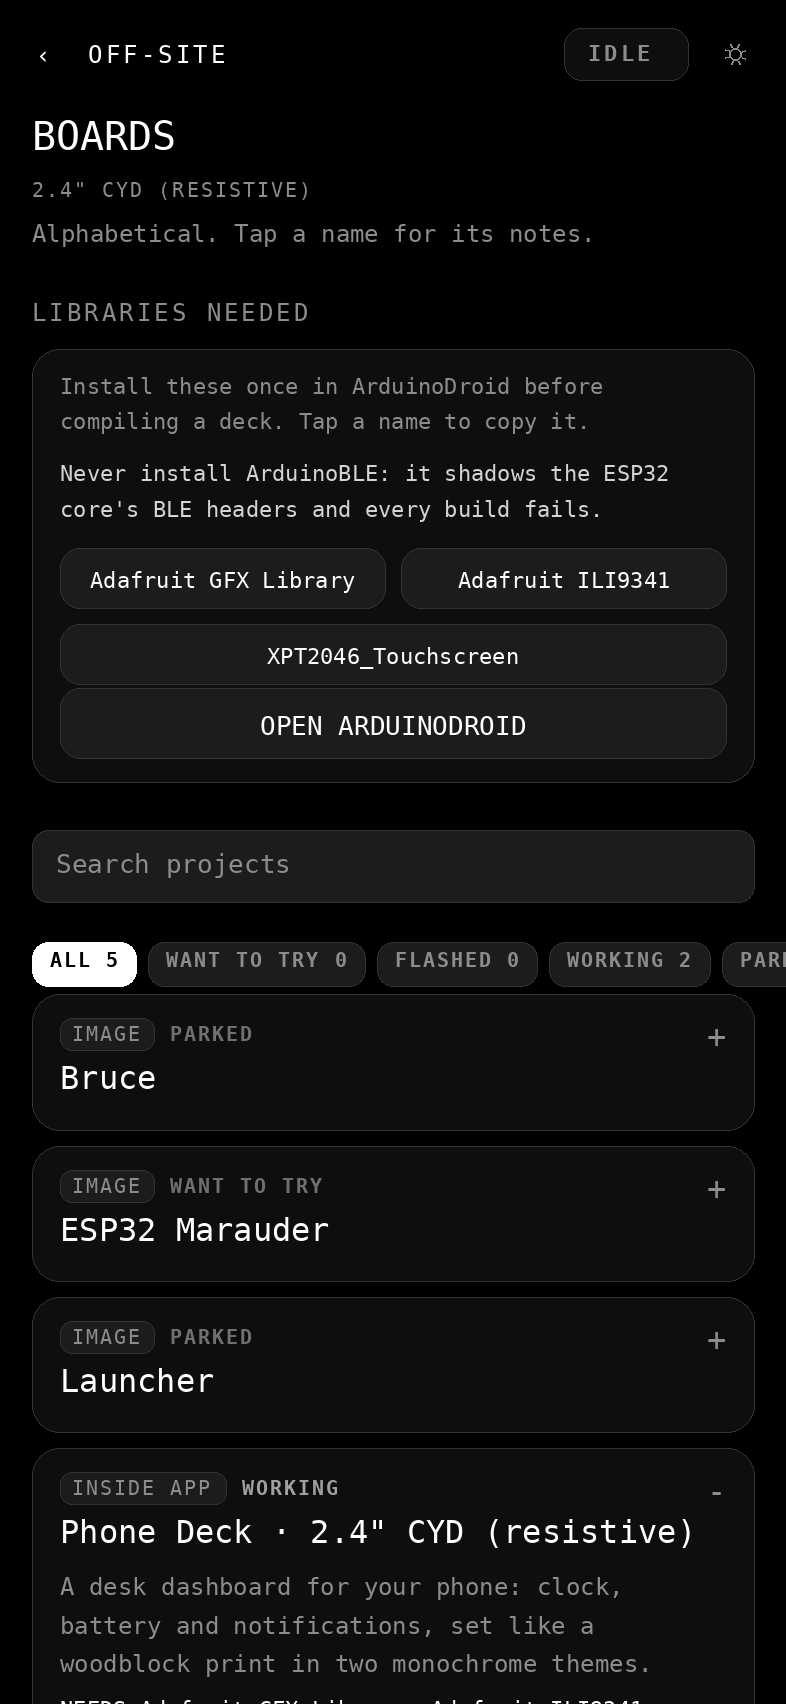 ‹ OFF-SITE IDLE
BOARDS
2.4" CYD (RESISTIVE)
Alphabetical. Tap a name for its notes.
LIBRARIES NEEDED
Install these once in ArduinoDroid before
compiling a deck. Tap a name to copy it.
Never install ArduinoBLE: it shadows the ESP32
core's BLE headers and every build fails.
Adafruit GFX Library Adafruit ILI9341
XPT2046_Touchscreen
OPEN ARDUINODROID
Search projects
ALL 5 WANT TO TRY 0 FLASHED 0 WORKING 2
IMAGE PARKED +
Bruce
IMAGE WANT TO TRY +
ESP32 Marauder
IMAGE PARKED +
Launcher
INSIDE APP WORKING -
Phone Deck · 2.4" CYD (resistive)
A desk dashboard for your phone: clock,
battery and notifications, set like a
woodblock print in two monochrome themes.